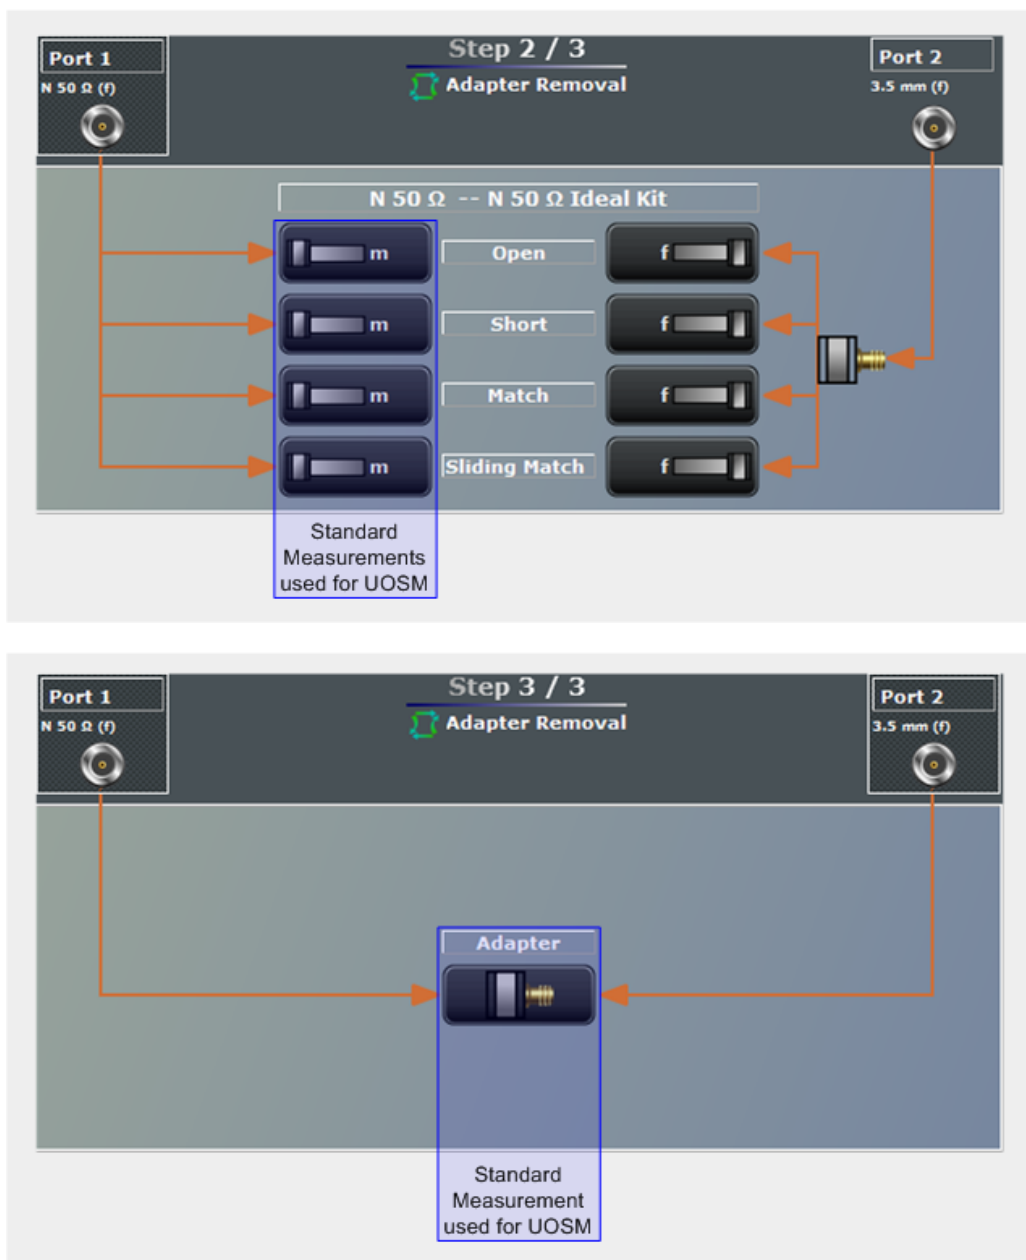 Step 2 / 3
Adapter Removal
Port 1
N 50 Ω (f)
Port 2
3.5 mm (f)
N 50 Ω -- N 50 Ω Ideal Kit
m Open f
m Short f
m Match f
m Sliding Match f
Standard
Measurements
used for UOSM
Step 3 / 3
Adapter Removal
Port 1
N 50 Ω (f)
Port 2
3.5 mm (f)
Adapter
Standard
Measurement
used for UOSM